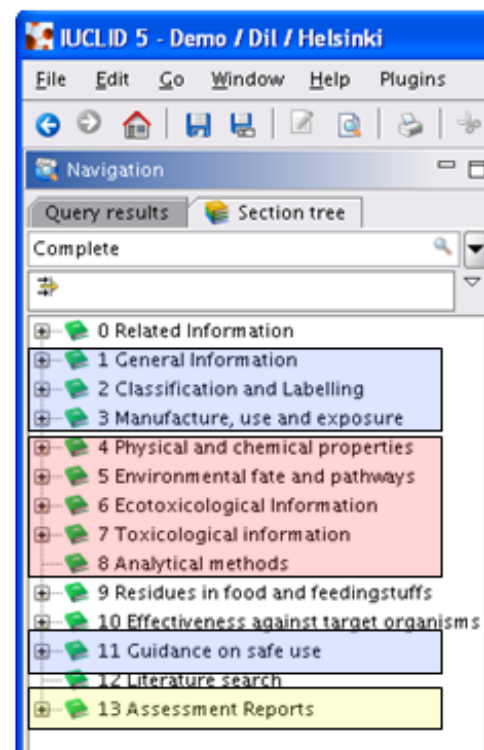 IUCLID 5 - Demo / Dil / Helsinki
File Edit Go Window Help Plugins
Navigation
Query results Section tree
Complete
0 Related Information
1 General Information
2 Classification and Labelling
3 Manufacture, use and exposure
4 Physical and chemical properties
5 Environmental fate and pathways
6 Ecotoxicological Information
7 Toxicological information
8 Analytical methods
9 Residues in food and feedingstuffs
10 Effectiveness against target organisms
11 Guidance on safe use
12 Literature search
13 Assessment Reports